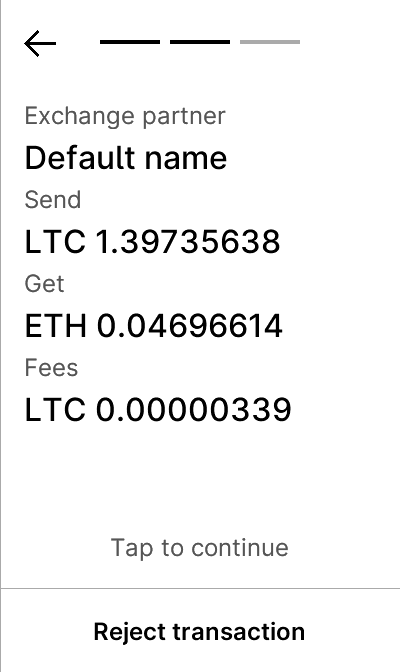 Exchange partner
Default name
Send
LTC 1.39735638
Get
ETH 0.04696614
Fees
LTC 0.00000339
Tap to continue
Reject transaction